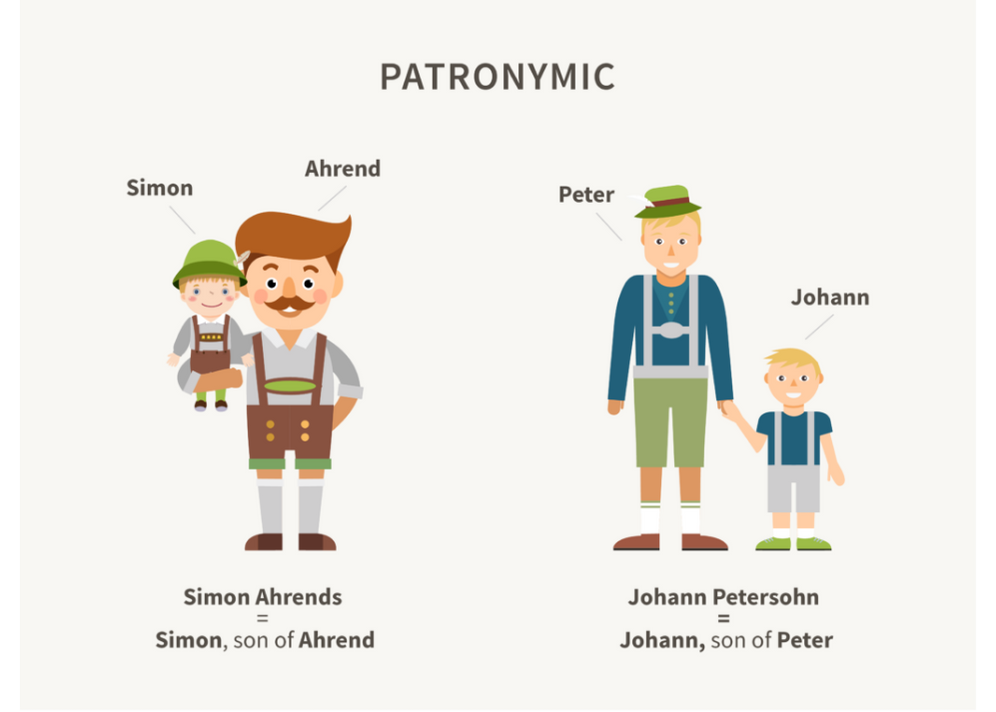 PATRONYMIC
Simon
Ahrend
Peter
Johann
Simon Ahrends
=
Simon, son of Ahrend
Johann Petersohn
=
Johann, son of Peter